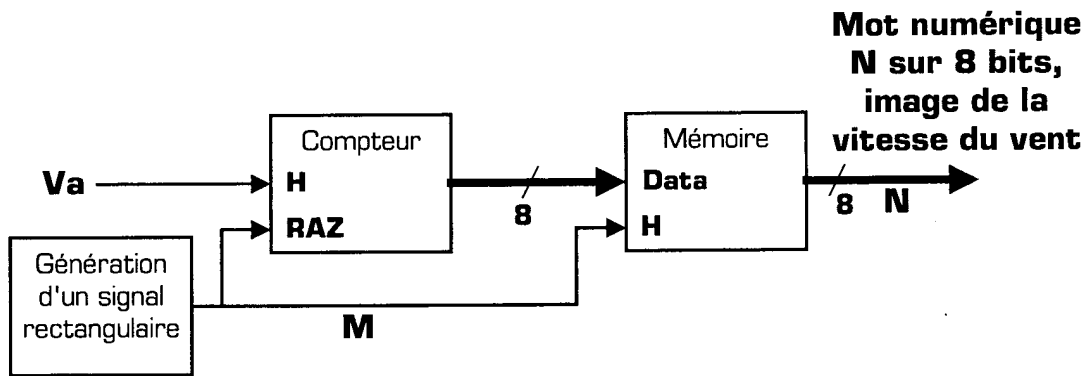 Mot numérique
N sur 8 bits,
image de la
vitesse du vent
Compteur
Mémoire
Va
H
RAZ
8
Data
H
8
N
Génération
d'un signal
rectangulaire
M